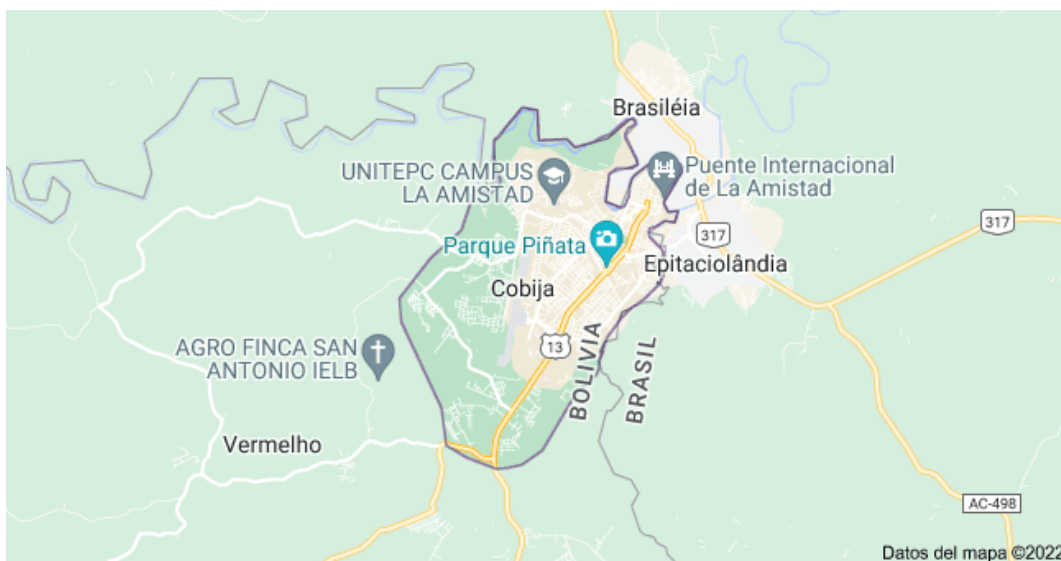 Brasiléia
UNITEPC CAMPUS
LA AMISTAD
Puente Internacional
de La Amistad
317
317
Parque Piñata
Epitaciolândia
Cobija
13
BOLIVIA
BRASIL
AGRO FINCA SAN
ANTONIO IELB
Vermelho
AC-498
Datos del mapa ©2022